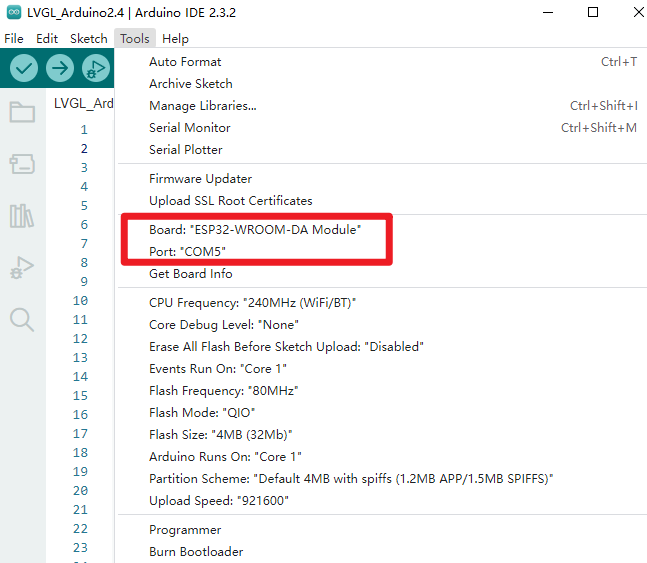 LVGL_Arduino2.4 | Arduino IDE 2.3.2
File Edit Sketch Tools Help
Auto Format Ctrl+T
Archive Sketch
LVGL_Ard
Manage Libraries... Ctrl+Shift+I
Serial Monitor Ctrl+Shift+M
Serial Plotter
Firmware Updater
Upload SSL Root Certificates
Board: "ESP32-WROOM-DA Module"
Port: "COM5"
Get Board Info
CPU Frequency: "240MHz (WiFi/BT)"
Core Debug Level: "None"
Erase All Flash Before Sketch Upload: "Disabled"
Events Run On: "Core 1"
Flash Frequency: "80MHz"
Flash Mode: "QIO"
Flash Size: "4MB (32Mb)"
Arduino Runs On: "Core 1"
Partition Scheme: "Default 4MB with spiffs (1.2MB APP/1.5MB SPIFFS)"
Upload Speed: "921600"
Programmer
Burn Bootloader
1
2
3
4
5
6
7
8
9
10
11
12
13
14
15
16
17
18
19
20
21
22
23
24